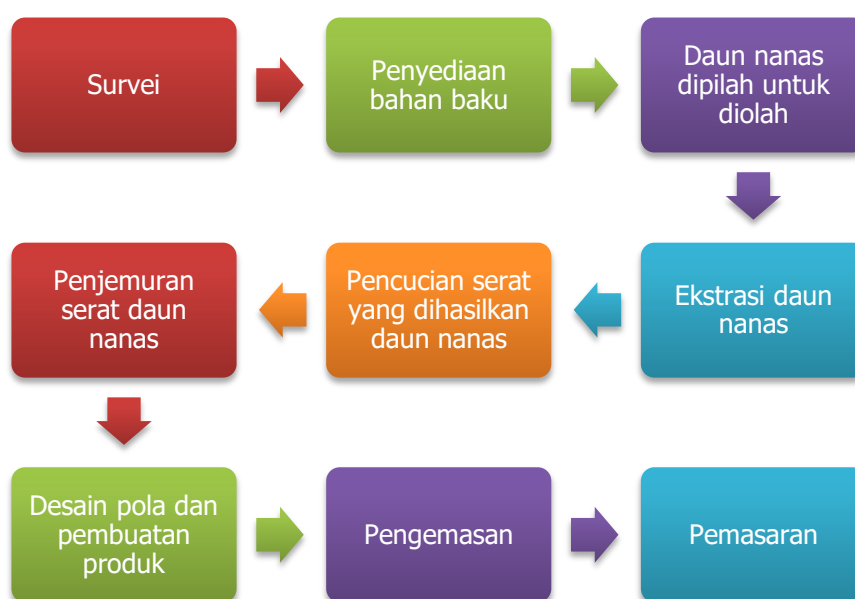 Survei
Penyediaan
bahan baku
Daun nanas
dipilah untuk
diolah
Ekstrasi daun
nanas
Pencucian serat
yang dihasilkan
daun nanas
Penjemuran
serat daun
nanas
Desain pola dan
pembuatan
produk
Pengemasan
Pemasaran